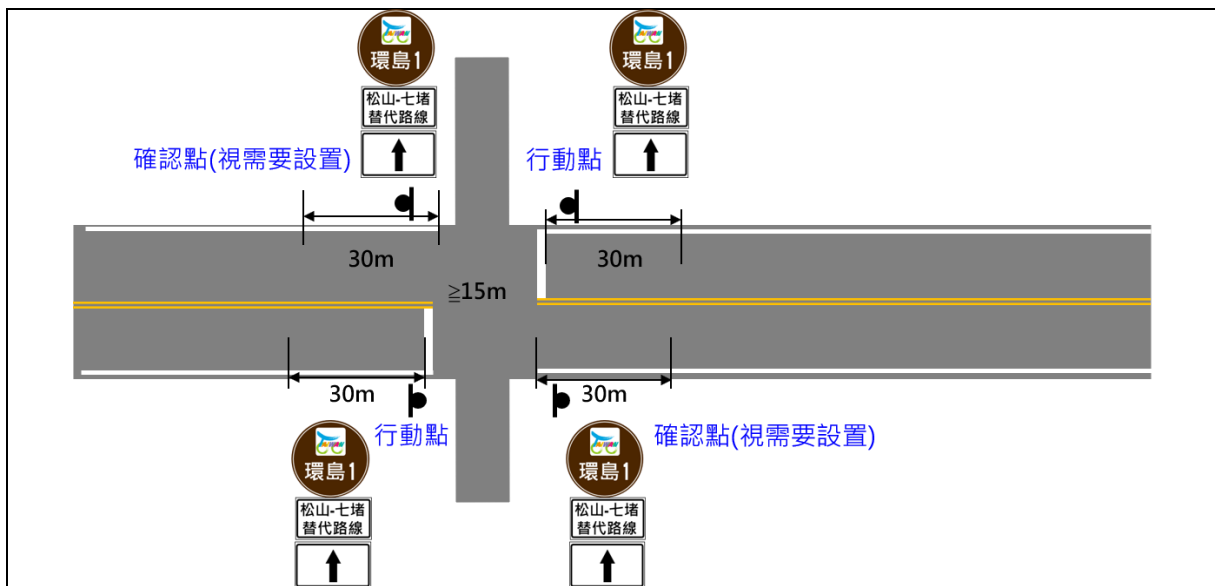 環島1
松山-七堵
替代路線
環島1
松山-七堵
替代路線
確認點(視需要設置)
行動點
30m
30m
≧15m
30m
30m
行動點
確認點(視需要設置)
環島1
松山-七堵
替代路線
環島1
松山-七堵
替代路線